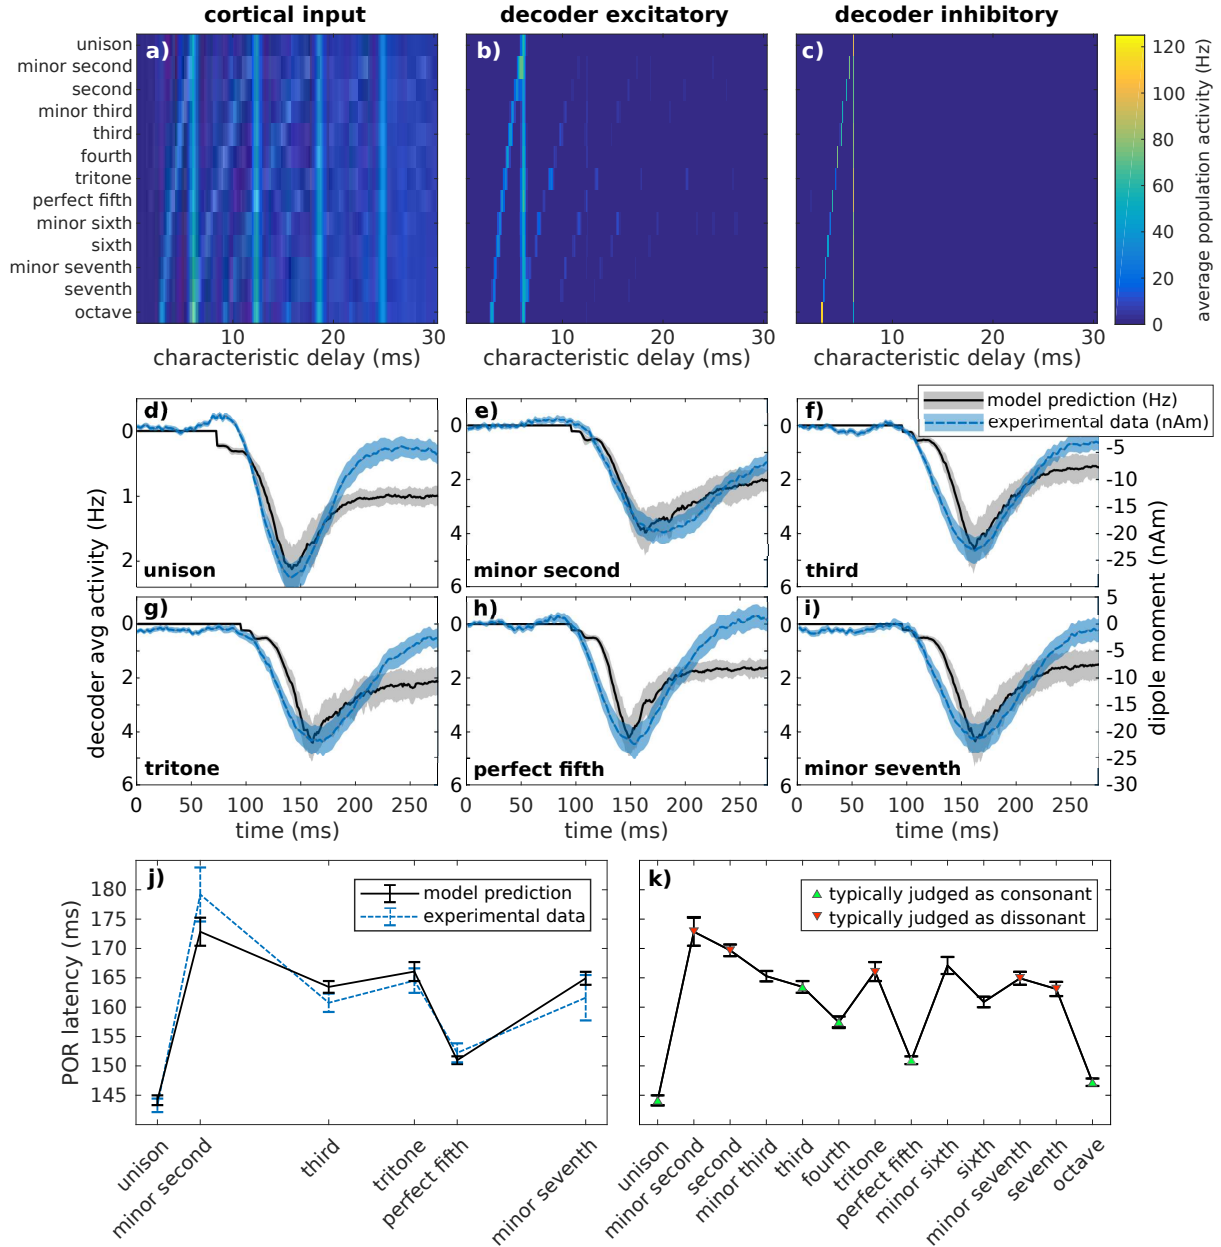 cortical input
decoder excitatory
decoder inhibitory
a)
b)
c)
unison
minor second
second
minor third
third
fourth
tritone
perfect fifth
minor sixth
sixth
minor seventh
seventh
octave
10 20 30
characteristic delay (ms)
10 20 30
characteristic delay (ms)
10 20 30
characteristic delay (ms)
120
100
80
60
40
20
0
average population activity (Hz)
model prediction (Hz)
experimental data (nAm)
d)
0
1
2
unison
e)
0
2
4
6
minor second
f)
0
2
4
6
third
-5
-10
-15
-20
-25
decoder avg activity (Hz)
dipole moment (nAm)
g)
0
2
4
6
tritone
0 50 100 150 200 250
time (ms)
h)
0
2
4
6
perfect fifth
0 50 100 150 200 250
time (ms)
i)
0
2
4
6
minor seventh
0 50 100 150 200 250
time (ms)
5
0
-5
-10
-15
-20
-25
-30
j)
model prediction
experimental data
180
175
170
165
160
155
150
145
POR latency (ms)
unison
minor second
third
tritone
perfect fifth
minor seventh
k)
typically judged as consonant
typically judged as dissonant
unison
minor second
second
minor third
third
fourth
tritone
perfect fifth
minor sixth
sixth
minor seventh
seventh
octave